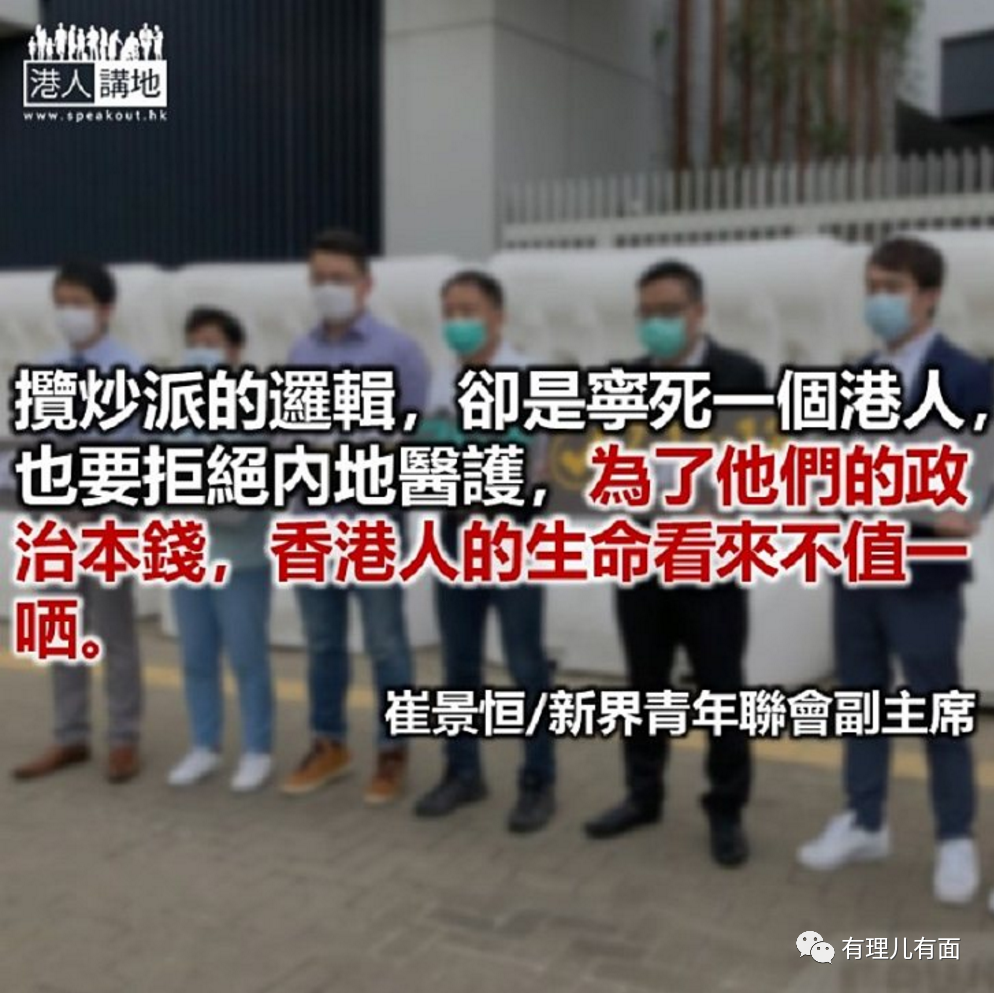 港人講地
www.speakout.hk
攬炒派的邏輯，卻是寧死一個港人，
也要拒絕內地醫護，為了他們的政
治本錢，香港人的生命看來不值一
哂。
崔景恒/新界青年聯會副主席
有理儿有面